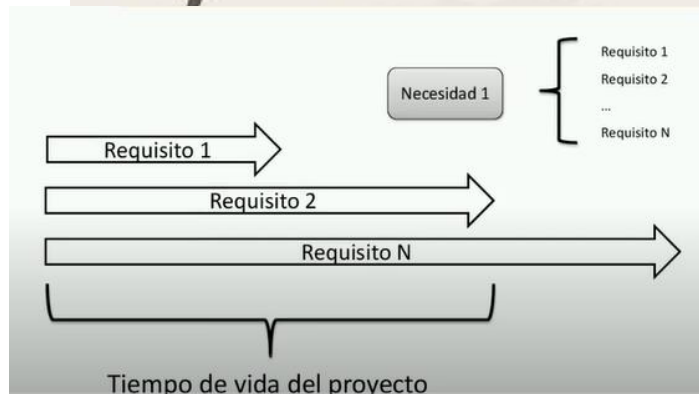 Necesidad 1
Requisito 1
Requisito 2
...
Requisito N
Requisito 1
Requisito 2
Requisito N
Tiempo de vida del proyecto